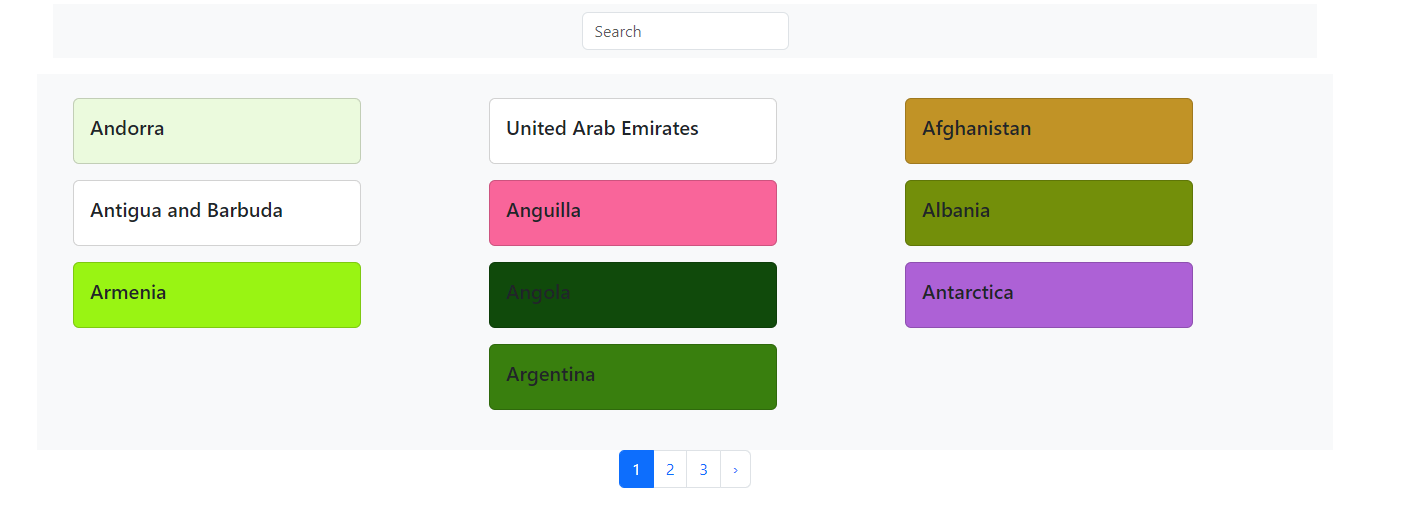 Search
Andorra
United Arab Emirates
Afghanistan
Antigua and Barbuda
Anguilla
Albania
Armenia
Angola
Antarctica
Argentina
1 2 3 ›